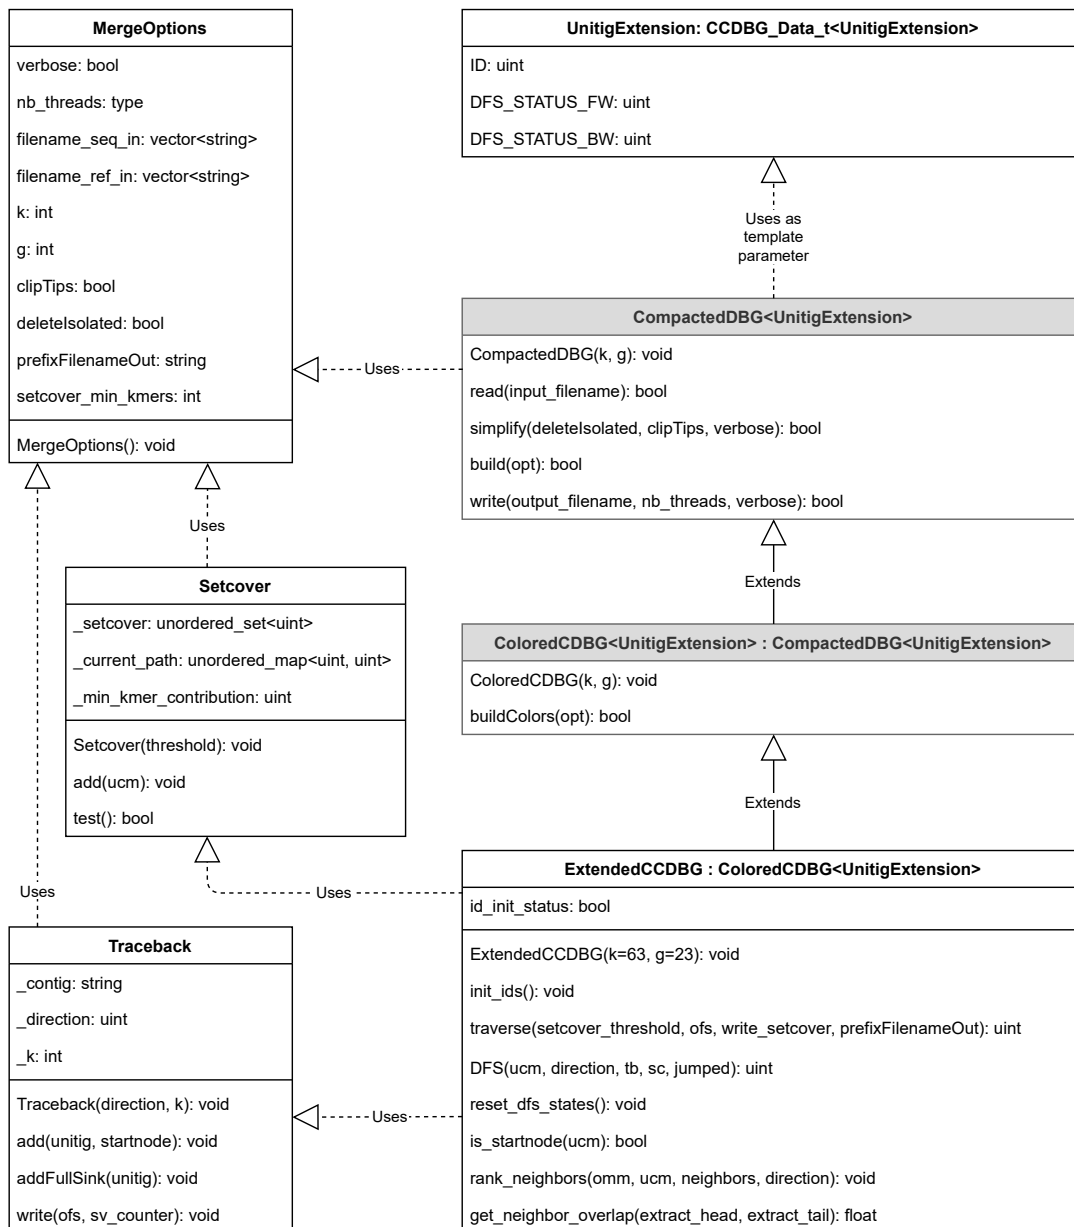 MergeOptions
verbose: bool
nb_threads: type
filename_seq_in: vector<string>
filename_ref_in: vector<string>
k: int
g: int
clipTips: bool
deleteIsolated: bool
prefixFilenameOut: string
setcover_min_kmers: int
MergeOptions(): void
UnitigExtension: CCDBG_Data_t<UnitigExtension>
ID: uint
DFS_STATUS_FW: uint
DFS_STATUS_BW: uint
Uses as
template
parameter
CompactedDBG<UnitigExtension>
CompactedDBG(k, g): void
read(input_filename): bool
simplify(deleteIsolated, clipTips, verbose): bool
build(opt): bool
write(output_filename, nb_threads, verbose): bool
Uses
Extends
Uses
Setcover
_setcover: unordered_set<uint>
_current_path: unordered_map<uint, uint>
_min_kmer_contribution: uint
Setcover(threshold): void
add(ucm): void
test(): bool
ColoredCDBG<UnitigExtension> : CompactedDBG<UnitigExtension>
ColoredCDBG(k, g): void
buildColors(opt): bool
Extends
Uses
Uses
Traceback
_contig: string
_direction: uint
_k: int
Traceback(direction, k): void
add(unitig, startnode): void
addFullSink(unitig): void
write(ofs, sv_counter): void
Uses
ExtendedCCDBG : ColoredCDBG<UnitigExtension>
id_init_status: bool
ExtendedCCDBG(k=63, g=23): void
init_ids(): void
traverse(setcover_threshold, ofs, write_setcover, prefixFilenameOut): uint
DFS(ucm, direction, tb, sc, jumped): uint
reset_dfs_states(): void
is_startnode(ucm): bool
rank_neighbors(omm, ucm, neighbors, direction): void
get_neighbor_overlap(extract_head, extract_tail): float